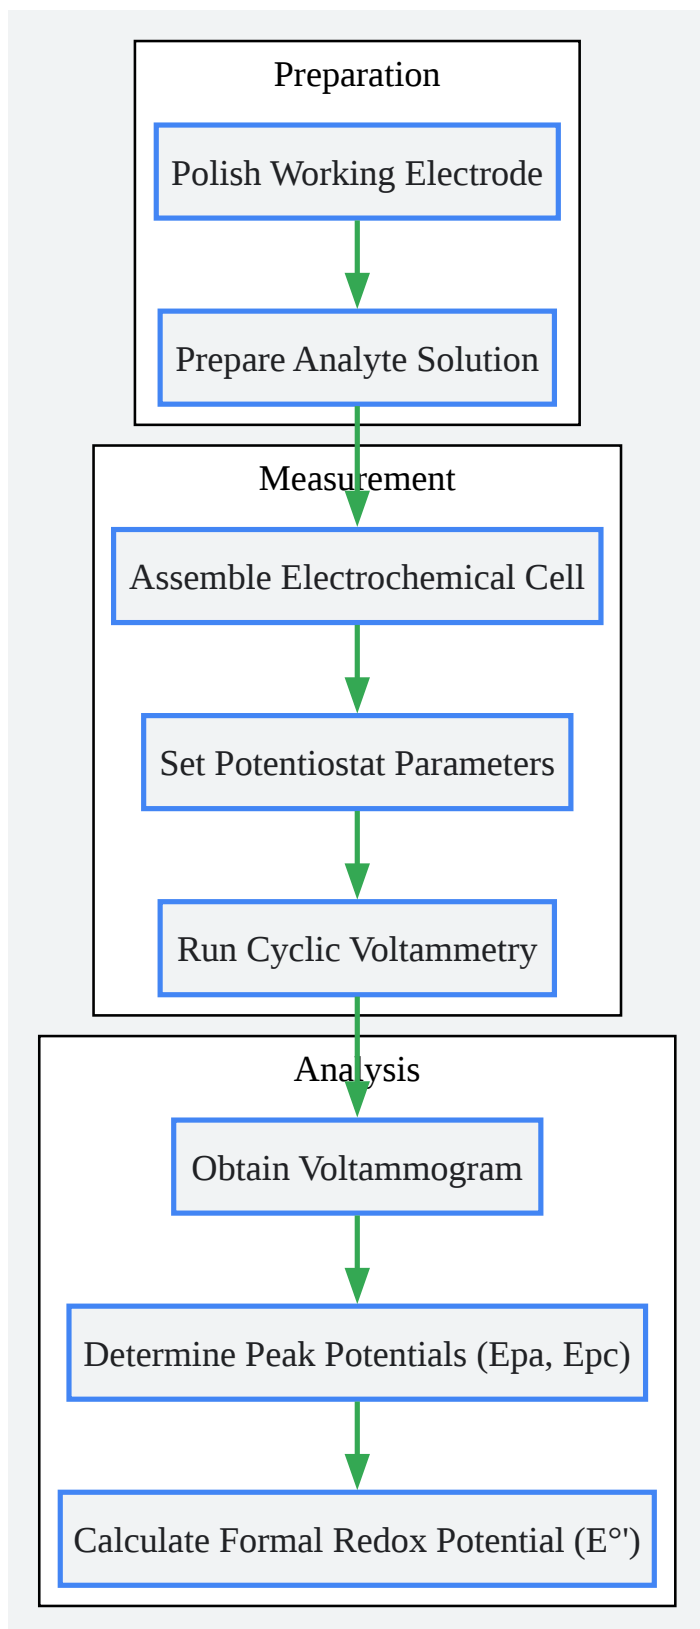 Preparation
Polish Working Electrode
Prepare Analyte Solution
Measurement
Assemble Electrochemical Cell
Set Potentiostat Parameters
Run Cyclic Voltammetry
Analysis
Obtain Voltammogram
Determine Peak Potentials (Epa, Epc)
Calculate Formal Redox Potential (E°')